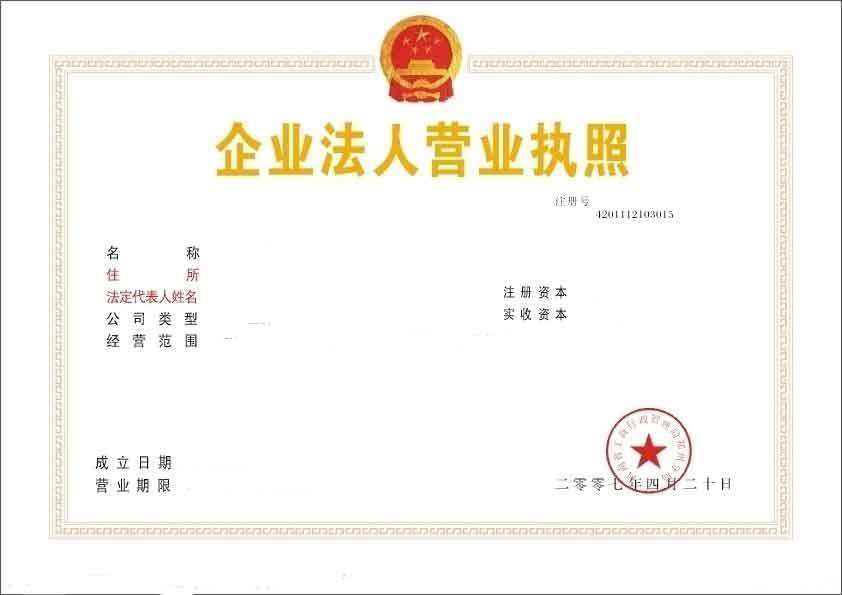 企业法人营业执照
注册号
4201112103015
名 称
住 所
法定代表人姓名
注册资本
公司类型
实收资本
经营范围
成立日期
营业期限
二零零七年四月二十日